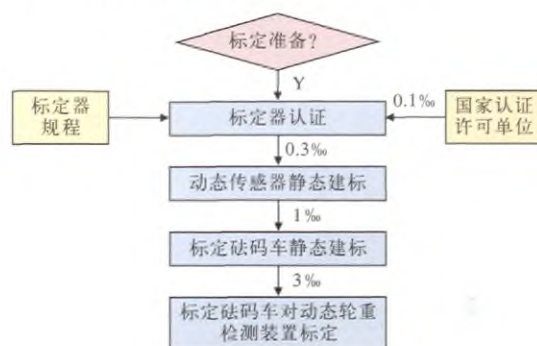 标定准备?
Y
标定器
规程
标定器认证
0.1‰
国家认证
许可单位
0.3‰
动态传感器静态建标
1‰
标定砝码车静态建标
3‰
标定砝码车对动态轮重
检测装置标定